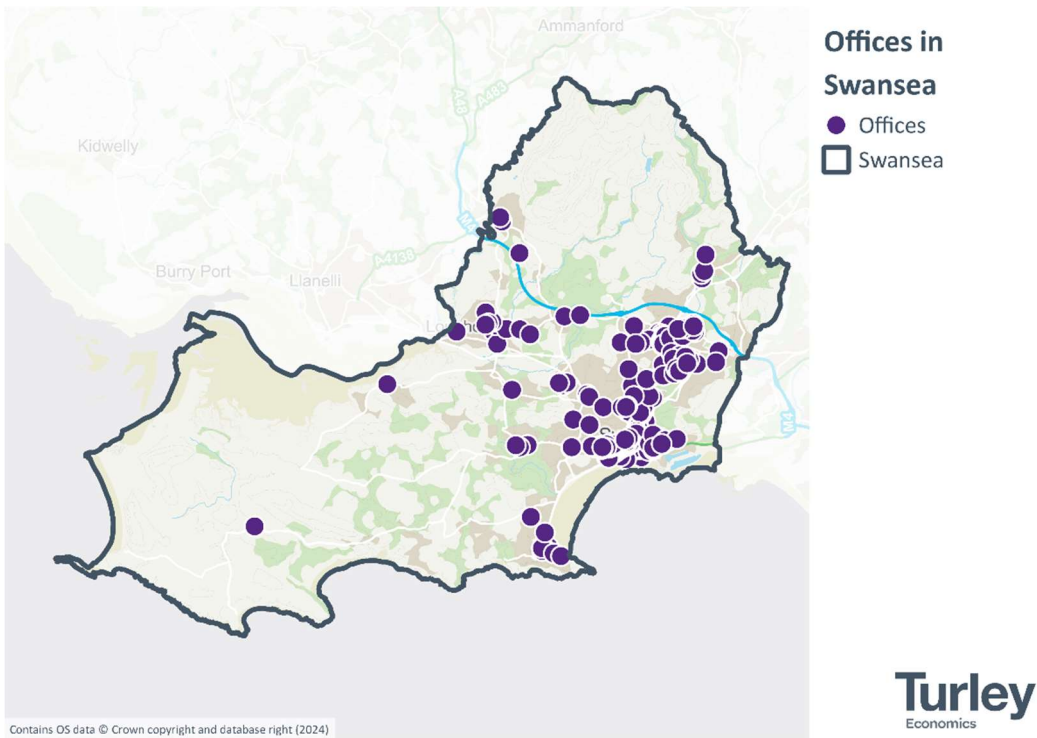 Ammanford
A48
A483
Kidwelly
M4
A4138
Burry Port
Llanelli
M4
Offices in
Swansea
Offices
Swansea
Turley
Economics
Contains OS data © Crown copyright and database right (2024)